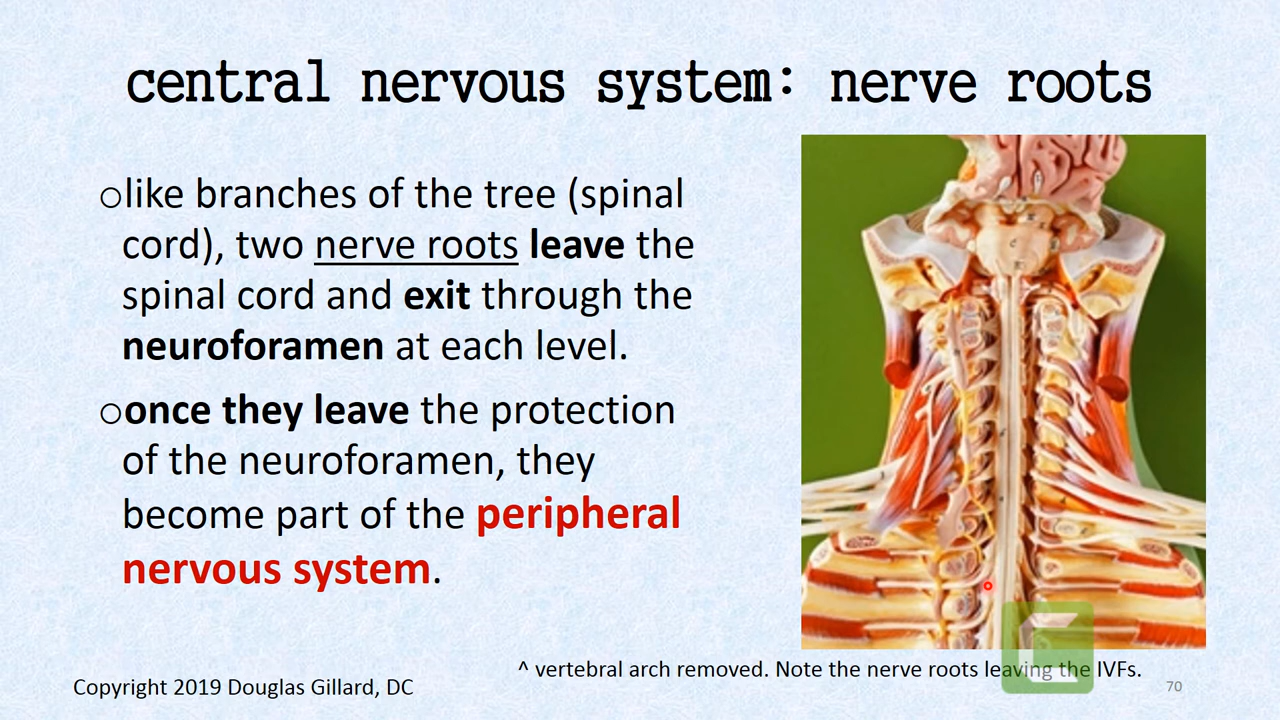 central nervous system: nerve roots
○like branches of the tree (spinal
cord), two nerve roots leave the
spinal cord and exit through the
neuroforamen at each level.
○once they leave the protection
of the neuroforamen, they
become part of the peripheral
nervous system.
^ vertebral arch removed. Note the nerve roots leaving the IVFs.
Copyright 2019 Douglas Gillard, DC
70